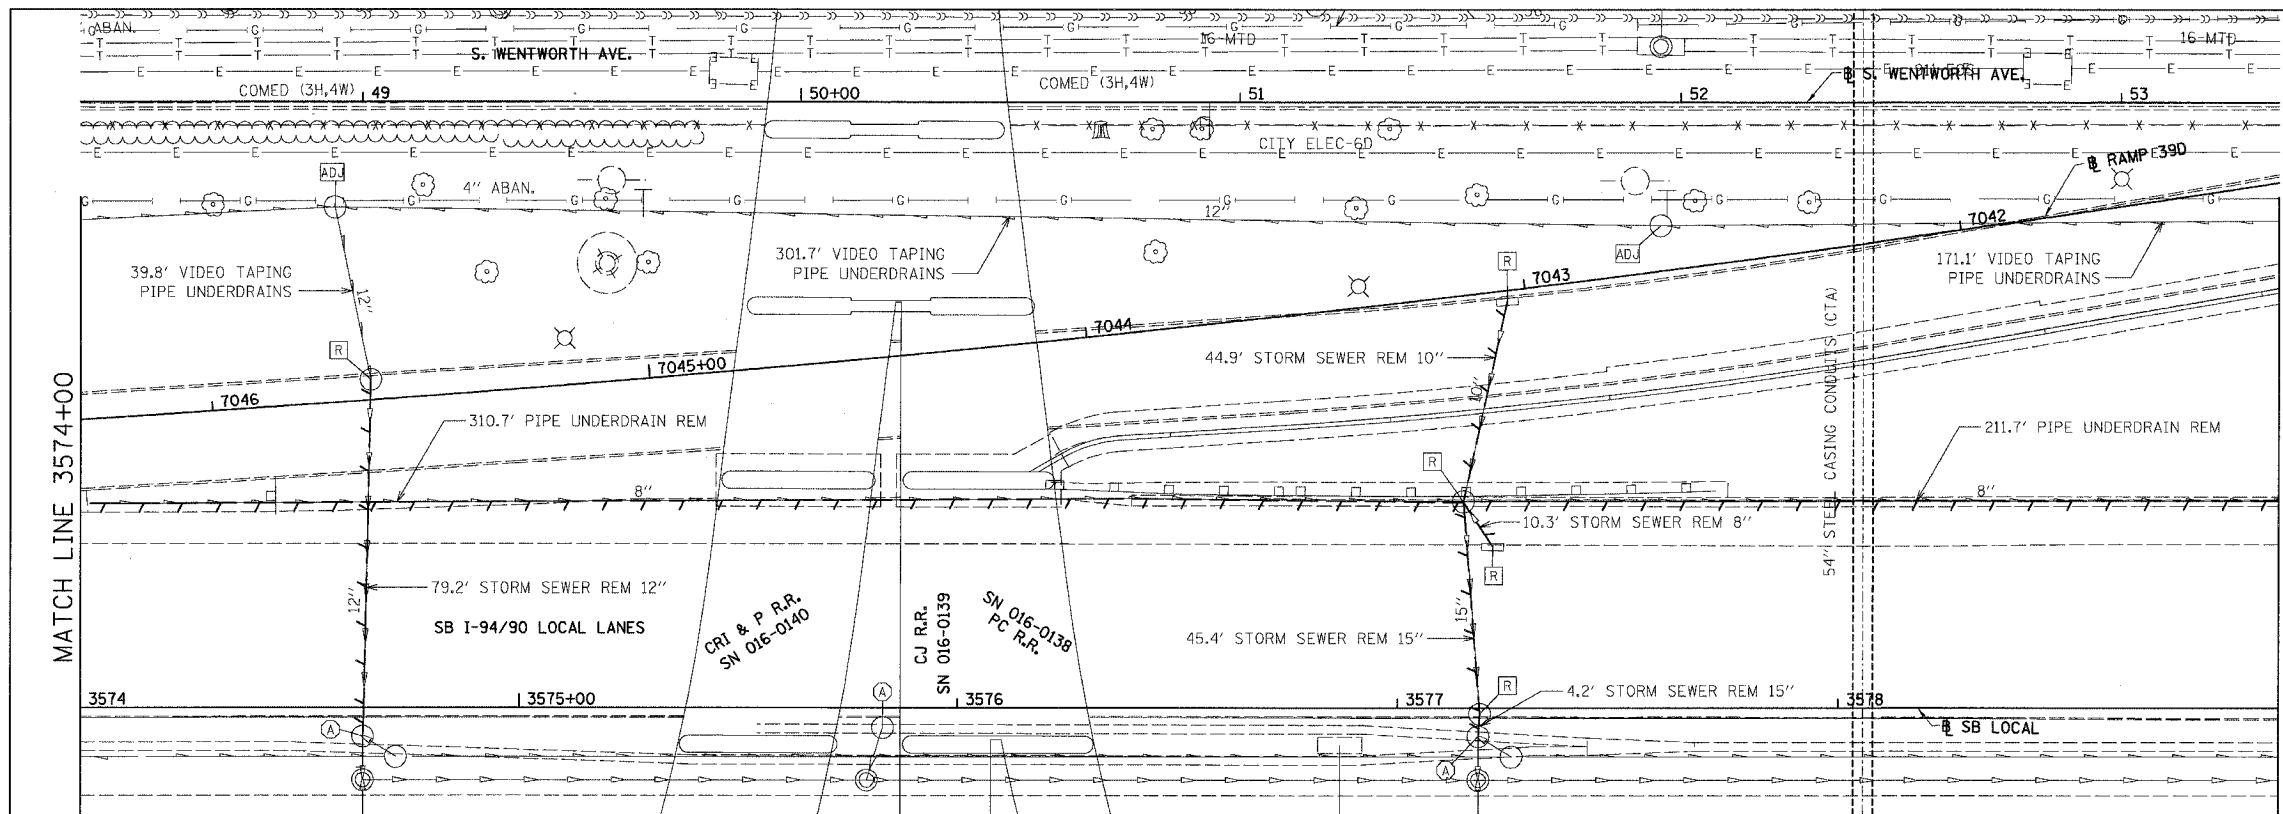 ABAN.
S. WENTWORTH AVE.
16-MTD
16-MTD
COMED (3H,4W)
COMED (3H,4W)
℄ S. WENTWORTH AVE.
49
50+00
51
52
53
CITY ELEC-6D
℄ RAMP 39D
ADJ
4" ABAN.
12"
7042
39.8' VIDEO TAPING
PIPE UNDERDRAINS
301.7' VIDEO TAPING
PIPE UNDERDRAINS
ADJ
171.1' VIDEO TAPING
PIPE UNDERDRAINS
R
7043
12"
7044
R
7045+00
44.9' STORM SEWER REM 10"
10"
7046
310.7' PIPE UNDERDRAIN REM
211.7' PIPE UNDERDRAIN REM
MATCH LINE 3574+00
54" STEEL CASING CONDUITS (CTA)
R
8"
8"
10.3' STORM SEWER REM 8"
R
79.2' STORM SEWER REM 12"
12"
SB I-94/90 LOCAL LANES
CRI & P R.R.
SN 016-0140
CJ R.R.
SN 016-0139
SN 016-0138
PC R.R.
15"
45.4' STORM SEWER REM 15"
R
4.2' STORM SEWER REM 15"
3574
3575+00
3576
3577
3578
A
A
A
℄ SB LOCAL